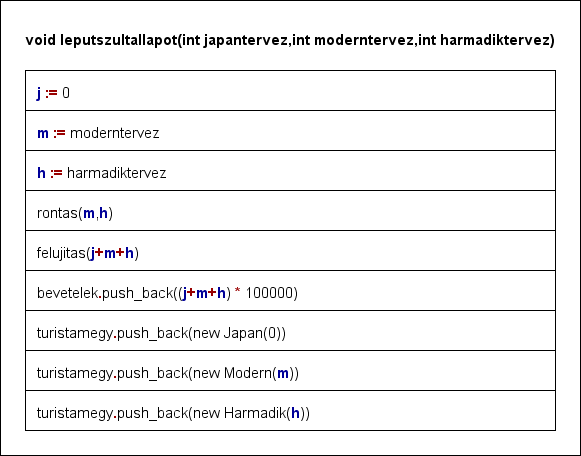 void leputszultallapot(int japantervez,int moderntervez,int harmadiktervez)
j := 0
m := moderntervez
h := harmadiktervez
rontas(m,h)
felujitas(j+m+h)
bevetelek.push_back((j+m+h) * 100000)
turistamegy.push_back(new Japan(0))
turistamegy.push_back(new Modern(m))
turistamegy.push_back(new Harmadik(h))